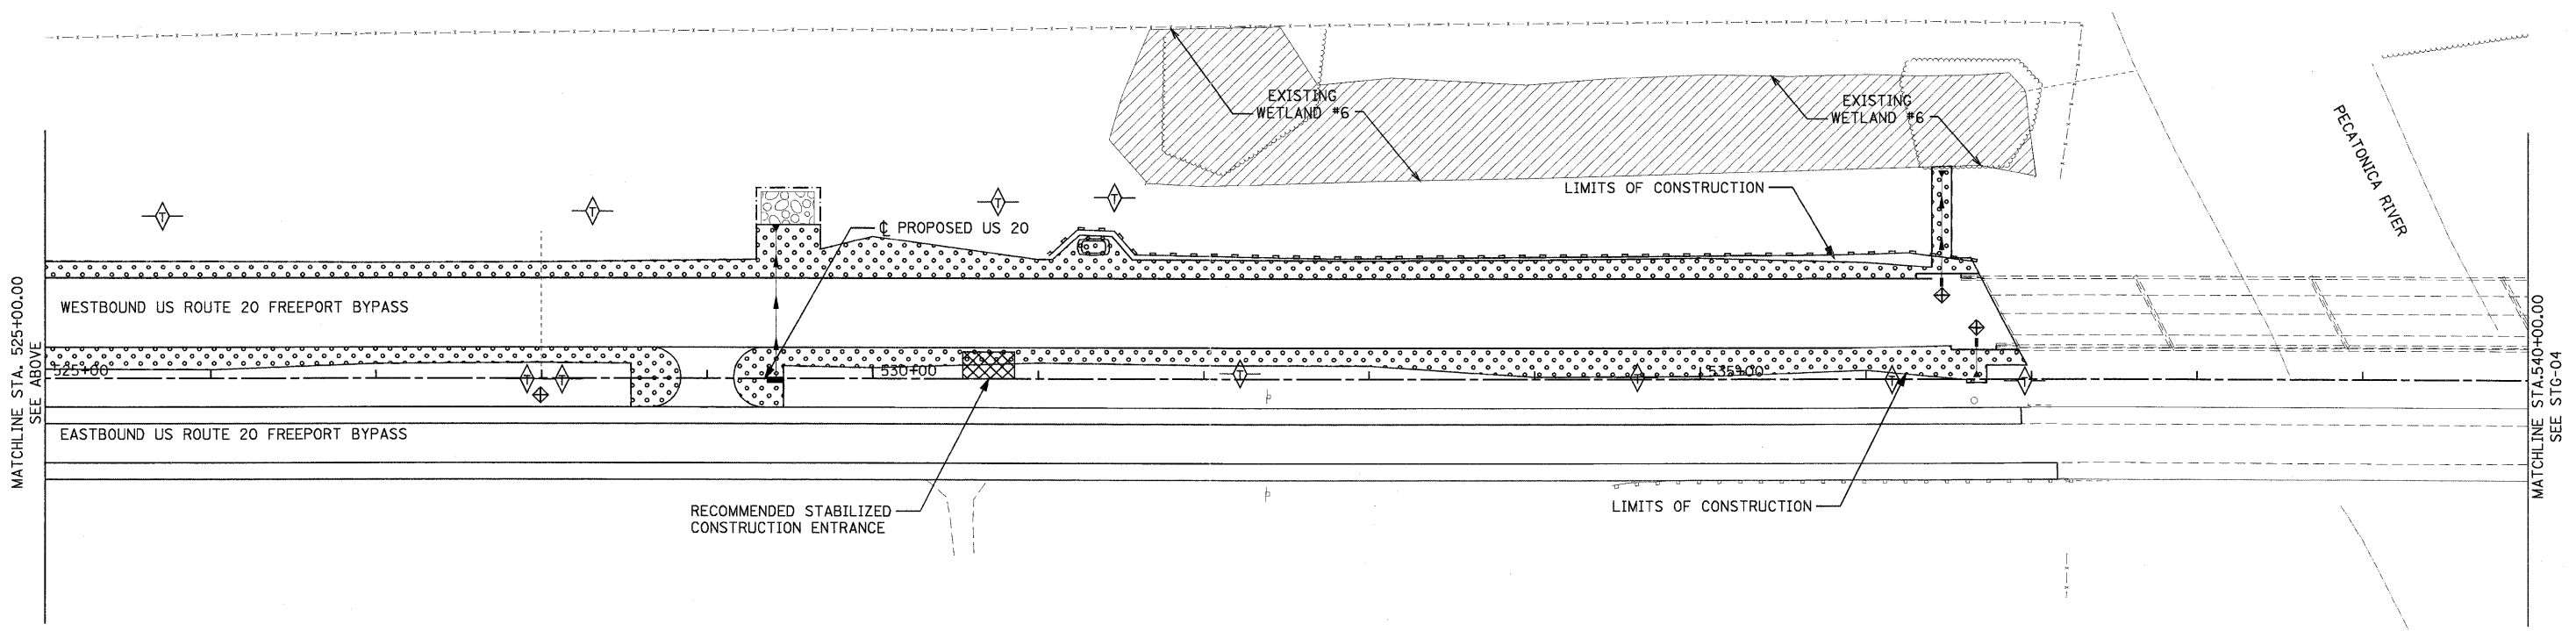 EXISTING
WETLAND #6
EXISTING
WETLAND #6
PECATONICA RIVER
LIMITS OF CONSTRUCTION
T
T
T
T
℄ PROPOSED US 20
WESTBOUND US ROUTE 20 FREEPORT BYPASS
MATCHLINE STA. 525+00.00
SEE ABOVE
MATCHLINE STA.540+00.00
SEE STG-04
525+00
530+00
535+00
T
T
T
T
T
T
EASTBOUND US ROUTE 20 FREEPORT BYPASS
RECOMMENDED STABILIZED
CONSTRUCTION ENTRANCE
LIMITS OF CONSTRUCTION